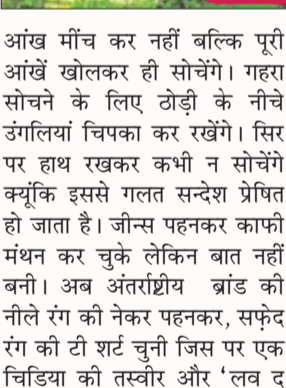 आंख मींच कर नहीं बल्कि पूरी
आंखें खोलकर ही सोचेंगे। गहरा
सोचने के लिए ठोड़ी के नीचे
उंगलियां चिपका कर रखेंगे। सिर
पर हाथ रखकर कभी न सोचेंगे
क्यूंकि इससे गलत सन्देश प्रेषित
हो जाता है। जीन्स पहनकर काफी
मंथन कर चुके लेकिन बात नहीं
बनी। अब अंतर्राष्ट्रीय ब्रांड की
नीले रंग की नेकर पहनकर, सफ़ेद
रंग की टी शर्ट चुनी जिस पर एक
चिडिया की तस्वीर और ‘लव द